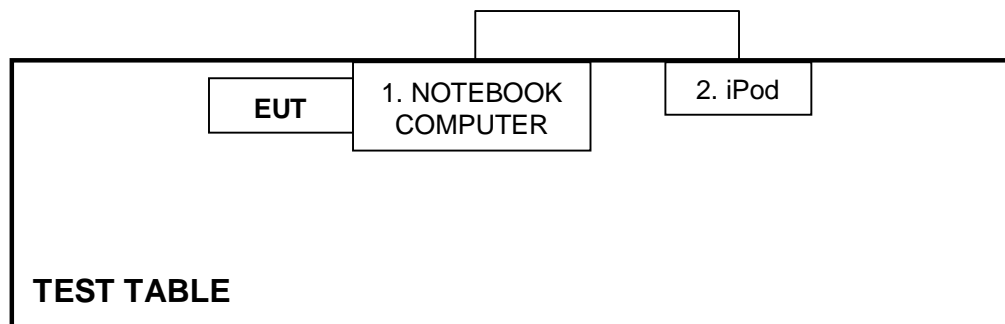 EUT
1. NOTEBOOK
COMPUTER
2. iPod
TEST TABLE